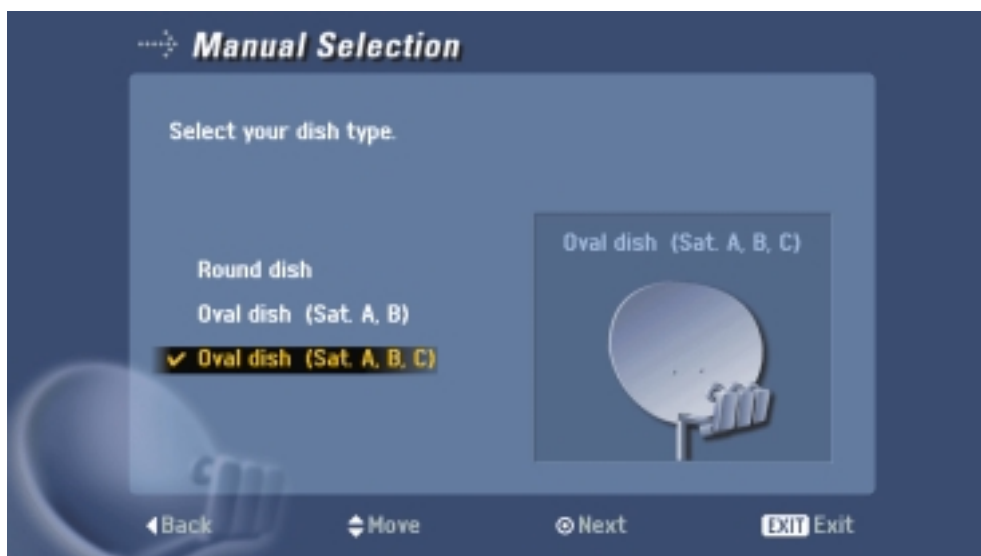 Manual Selection
Select your dish type.
Oval dish (Sat. A, B, C)
Round dish
Oval dish (Sat. A, B)
Oval dish (Sat. A, B, C)
Back Move Next EXIT Exit